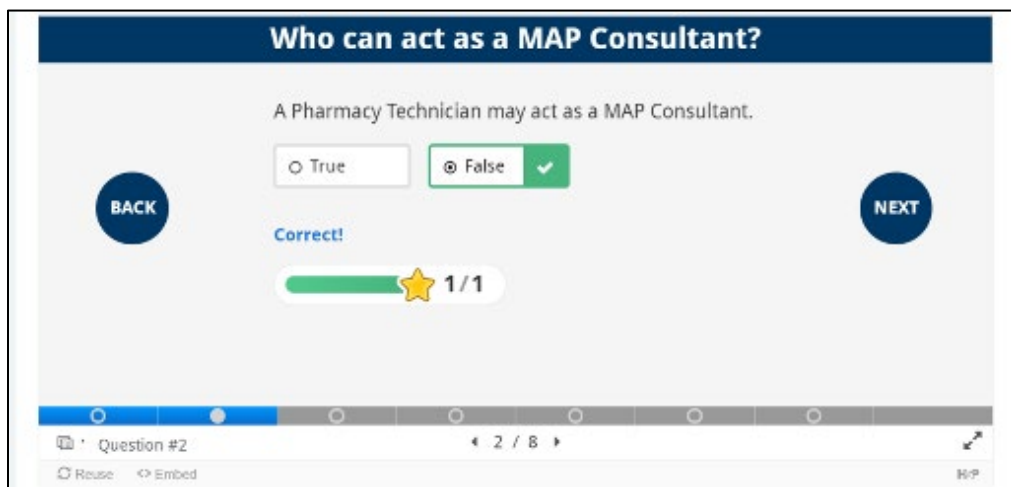 Who can act as a MAP Consultant?
A Pharmacy Technician may act as a MAP Consultant.
True
False
BACK
NEXT
Correct!
1/1
Question #2
2 / 8
Reuse <> Embed
H-P